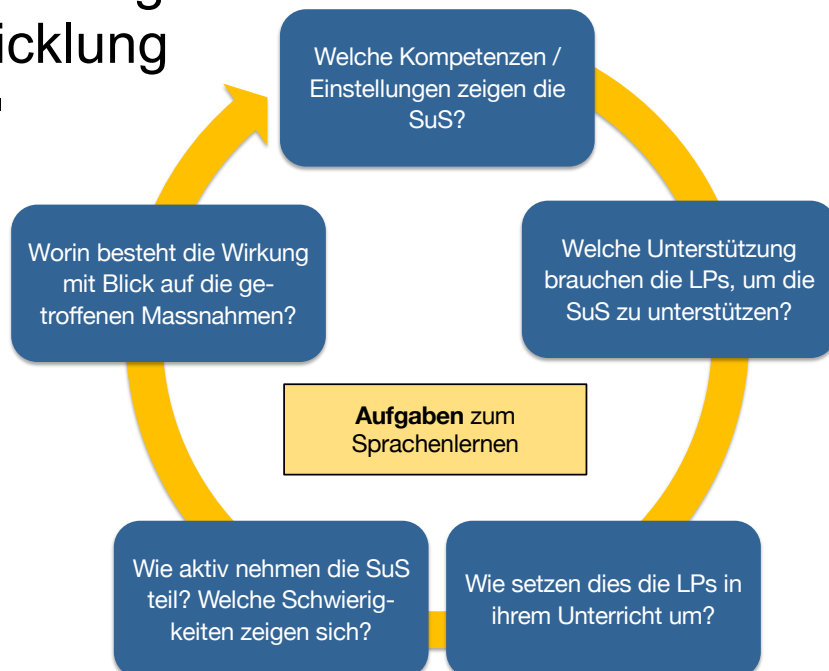 icklung
Welche Kompetenzen /
Einstellungen zeigen die
SuS?
Welche Unterstützung
brauchen die LPs, um die
SuS zu unterstützen?
Wie setzen dies die LPs in
ihrem Unterricht um?
Wie aktiv nehmen die SuS
teil? Welche Schwierig-
keiten zeigen sich?
Worin besteht die Wirkung
mit Blick auf die ge-
troffenen Massnahmen?
Aufgaben zum
Sprachenlernen